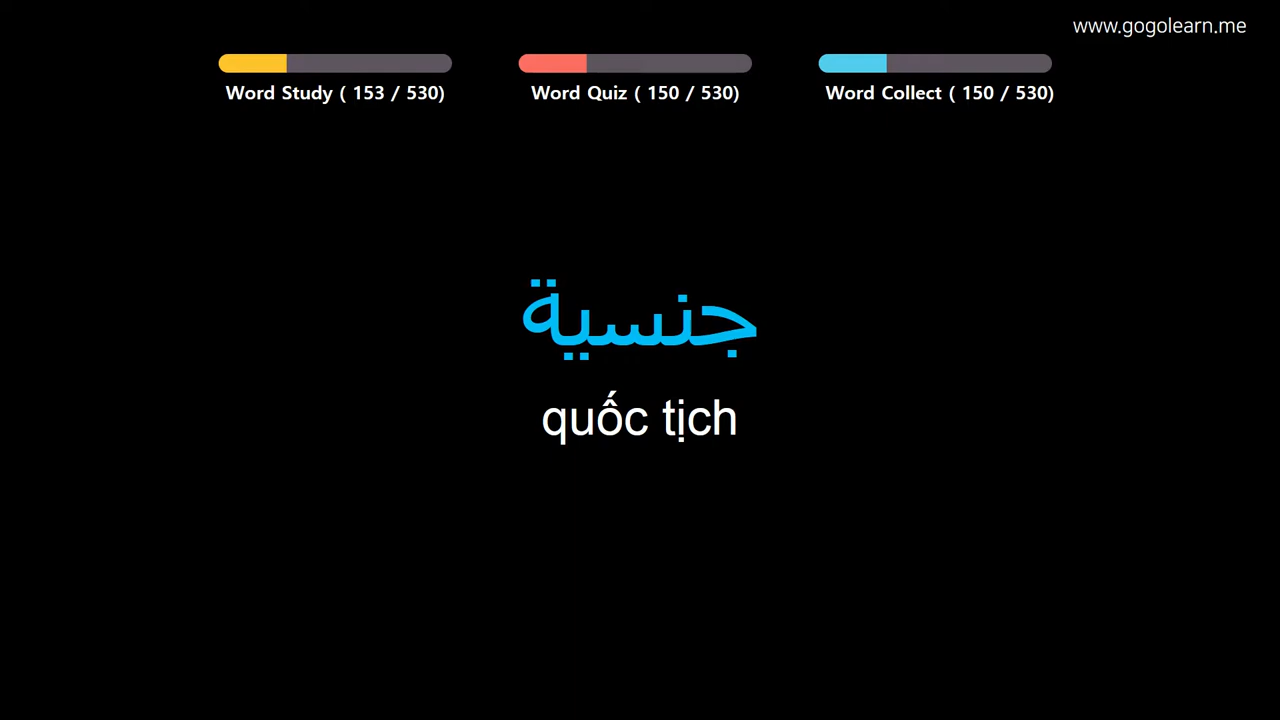 www.gogolearn.me
Word Study ( 153 / 530)
Word Quiz ( 150 / 530)
Word Collect ( 150 / 530)
جنسية
quốc tịch